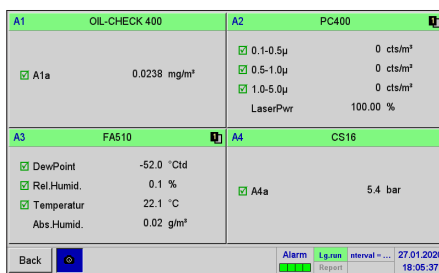 A1 OIL-CHECK 400
A1a 0.0238 mg/m³
A2 PC400 1
0.1-0.5µ 0 cts/m³
0.5-1.0µ 0 cts/m³
1.0-5.0µ 0 cts/m³
LaserPwr 100.00 %
A3 FA510 1
DewPoint -52.0 °Ctd
Rel.Humid. 0.1 %
Temperatur 22.1 °C
Abs.Humid. 0.02 g/m³
A4 CS16
A4a 5.4 bar
Back Alarm Lg.run nterval = ... 27.01.2020
Report 18:05:37